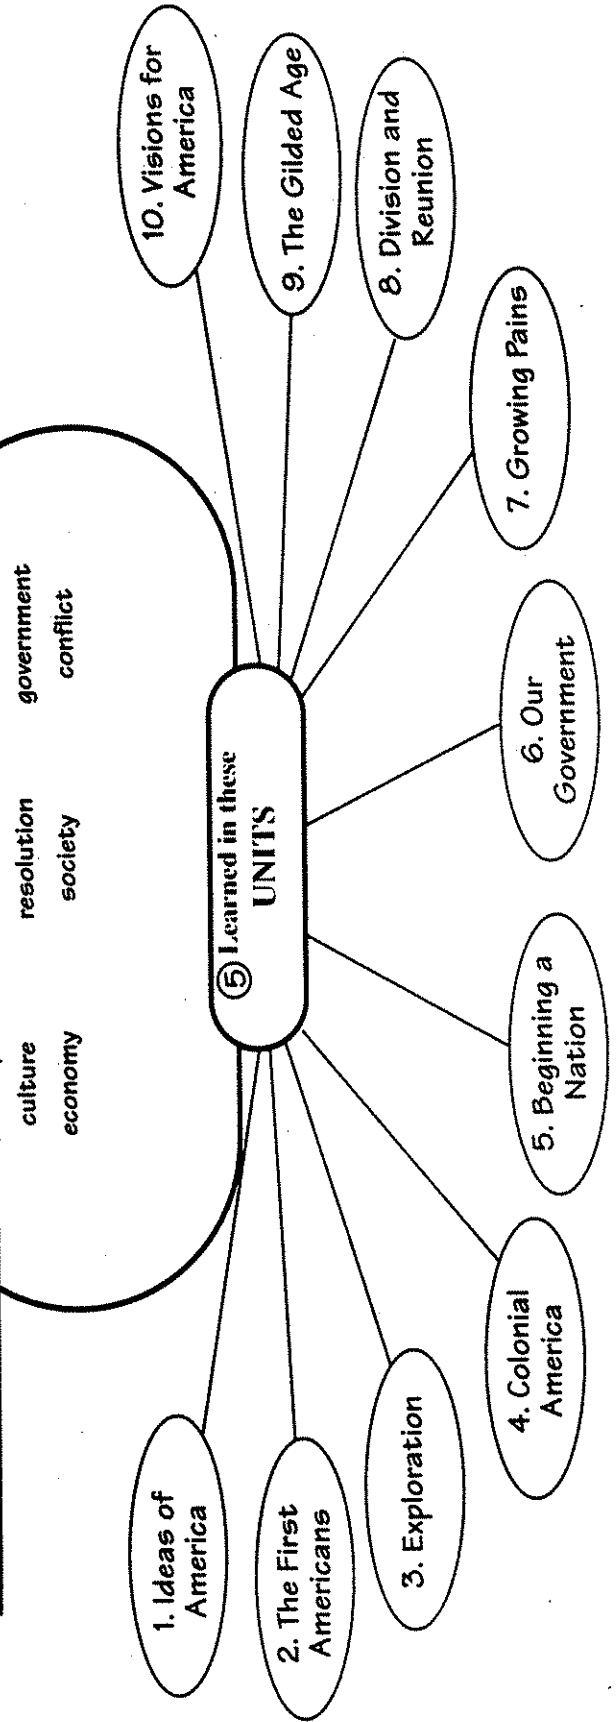 culture resolution government
economy society conflict
⑤ Learned in these
UNITS
1. Ideas of
America
2. The First
Americans
3. Exploration
4. Colonial
America
5. Beginning a
Nation
6. Our
Government
7. Growing Pains
8. Division and
Reunion
9. The Gilded Age
10. Visions for
America